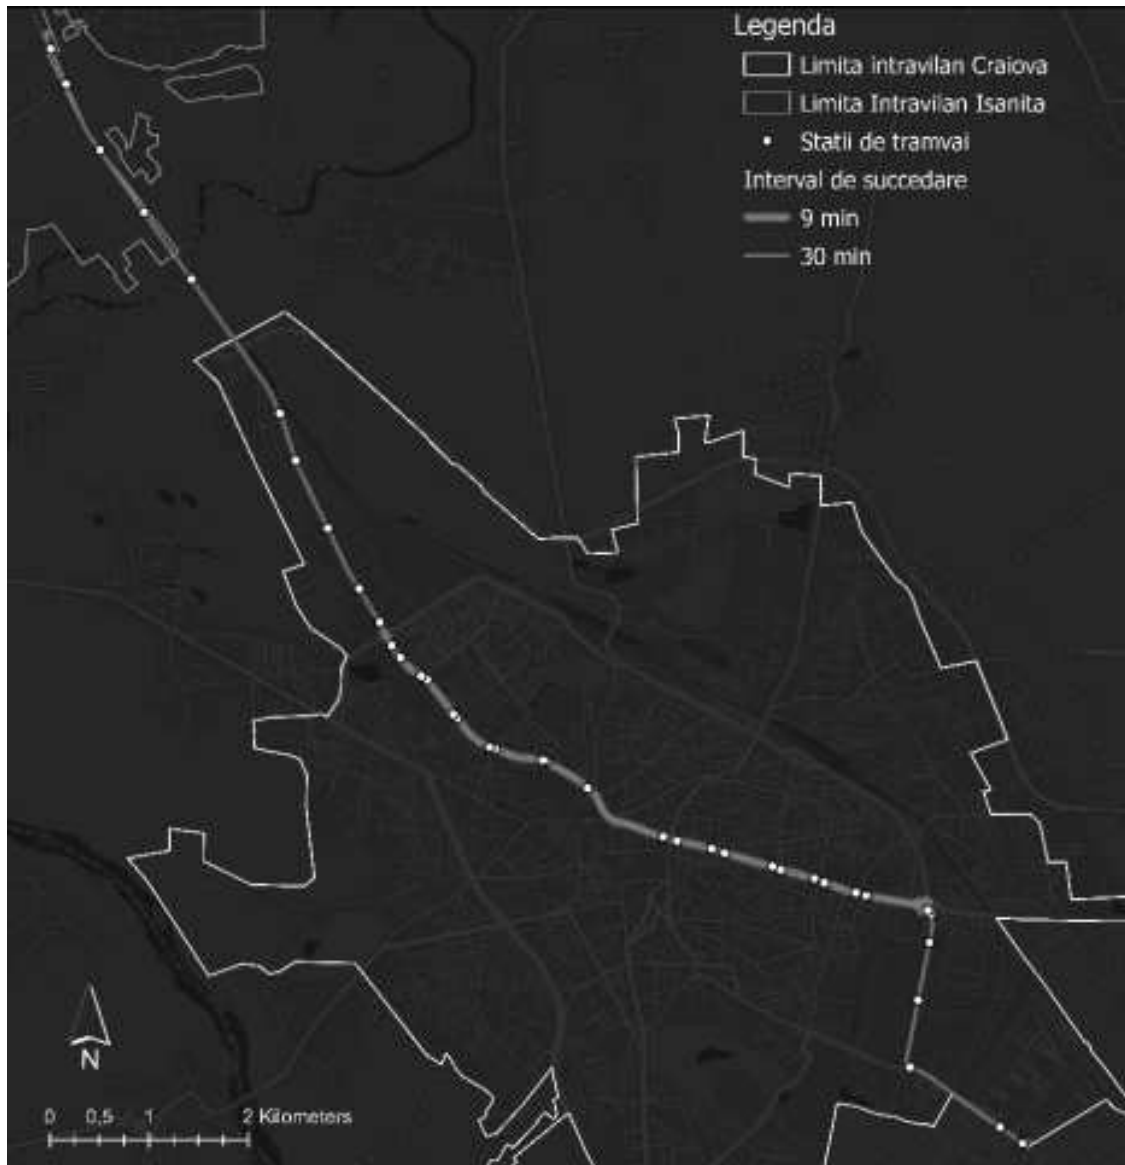 Legenda
Limita intravilan Craiova
Limita Intravilan Isanita
Statii de tramvai
Interval de succedare
9 min
30 min
N
0 0,5 1 2 Kilometers